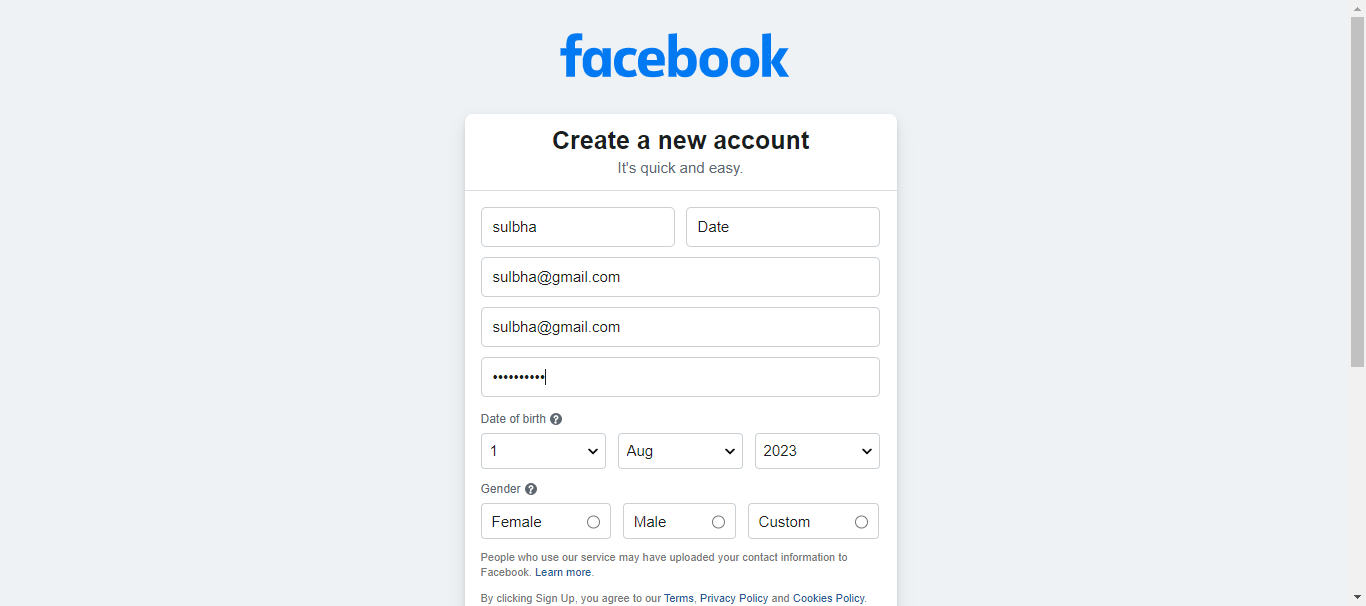 facebook
Create a new account
It's quick and easy.
sulbha Date
sulbha@gmail.com
sulbha@gmail.com
••••••••••
Date of birth ?
1 Aug 2023
Gender ?
Female Male Custom
People who use our service may have uploaded your contact information to
Facebook. Learn more.
By clicking Sign Up, you agree to our Terms, Privacy Policy and Cookies Policy.